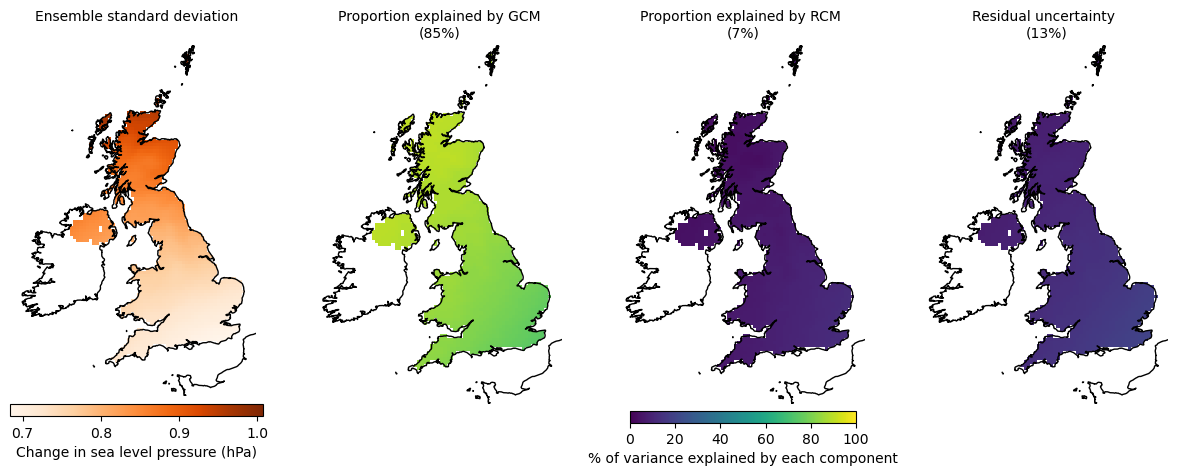 Ensemble standard deviation
Proportion explained by GCM
(85%)
Proportion explained by RCM
(7%)
Residual uncertainty
(13%)
0.7 0.8 0.9 1.0
Change in sea level pressure (hPa)
0 20 40 60 80 100
% of variance explained by each component